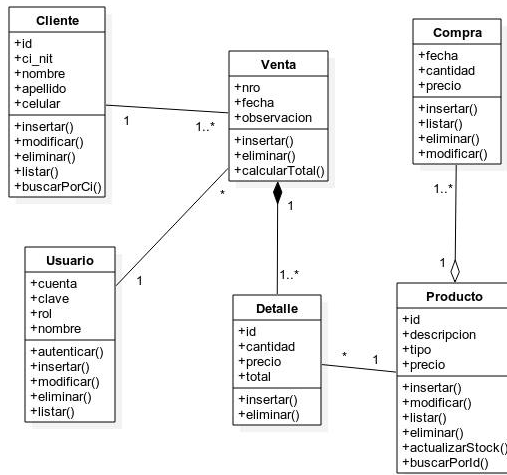 Cliente
+id
+ci_nit
+nombre
+apellido
+celular
+insertar()
+modificar()
+eliminar()
+listar()
+buscarPorCi()
1
1..*
Venta
+nro
+fecha
+observacion
+insertar()
+eliminar()
+calcularTotal()
*
1
1
1..*
Usuario
+cuenta
+clave
+rol
+nombre
+autenticar()
+insertar()
+modificar()
+eliminar()
+listar()
Detalle
+id
+cantidad
+precio
+total
+insertar()
+eliminar()
*
1
Compra
+fecha
+cantidad
+precio
+insertar()
+listar()
+eliminar()
+modificar()
1..*
1
Producto
+id
+descripcion
+tipo
+precio
+insertar()
+modificar()
+listar()
+eliminar()
+actualizarStock()
+buscarPorId()